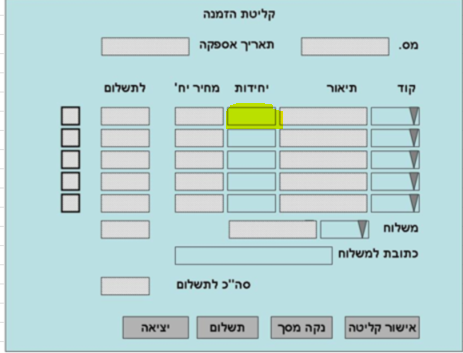 קליטת הזמנה
מס. תאריך אספקה
קוד תיאור יחידות מחיר יח' לתשלום
משלוח
כתובת למשלוח
סה"כ לתשלום
אישור קליטה נקה מסך תשלום יציאה